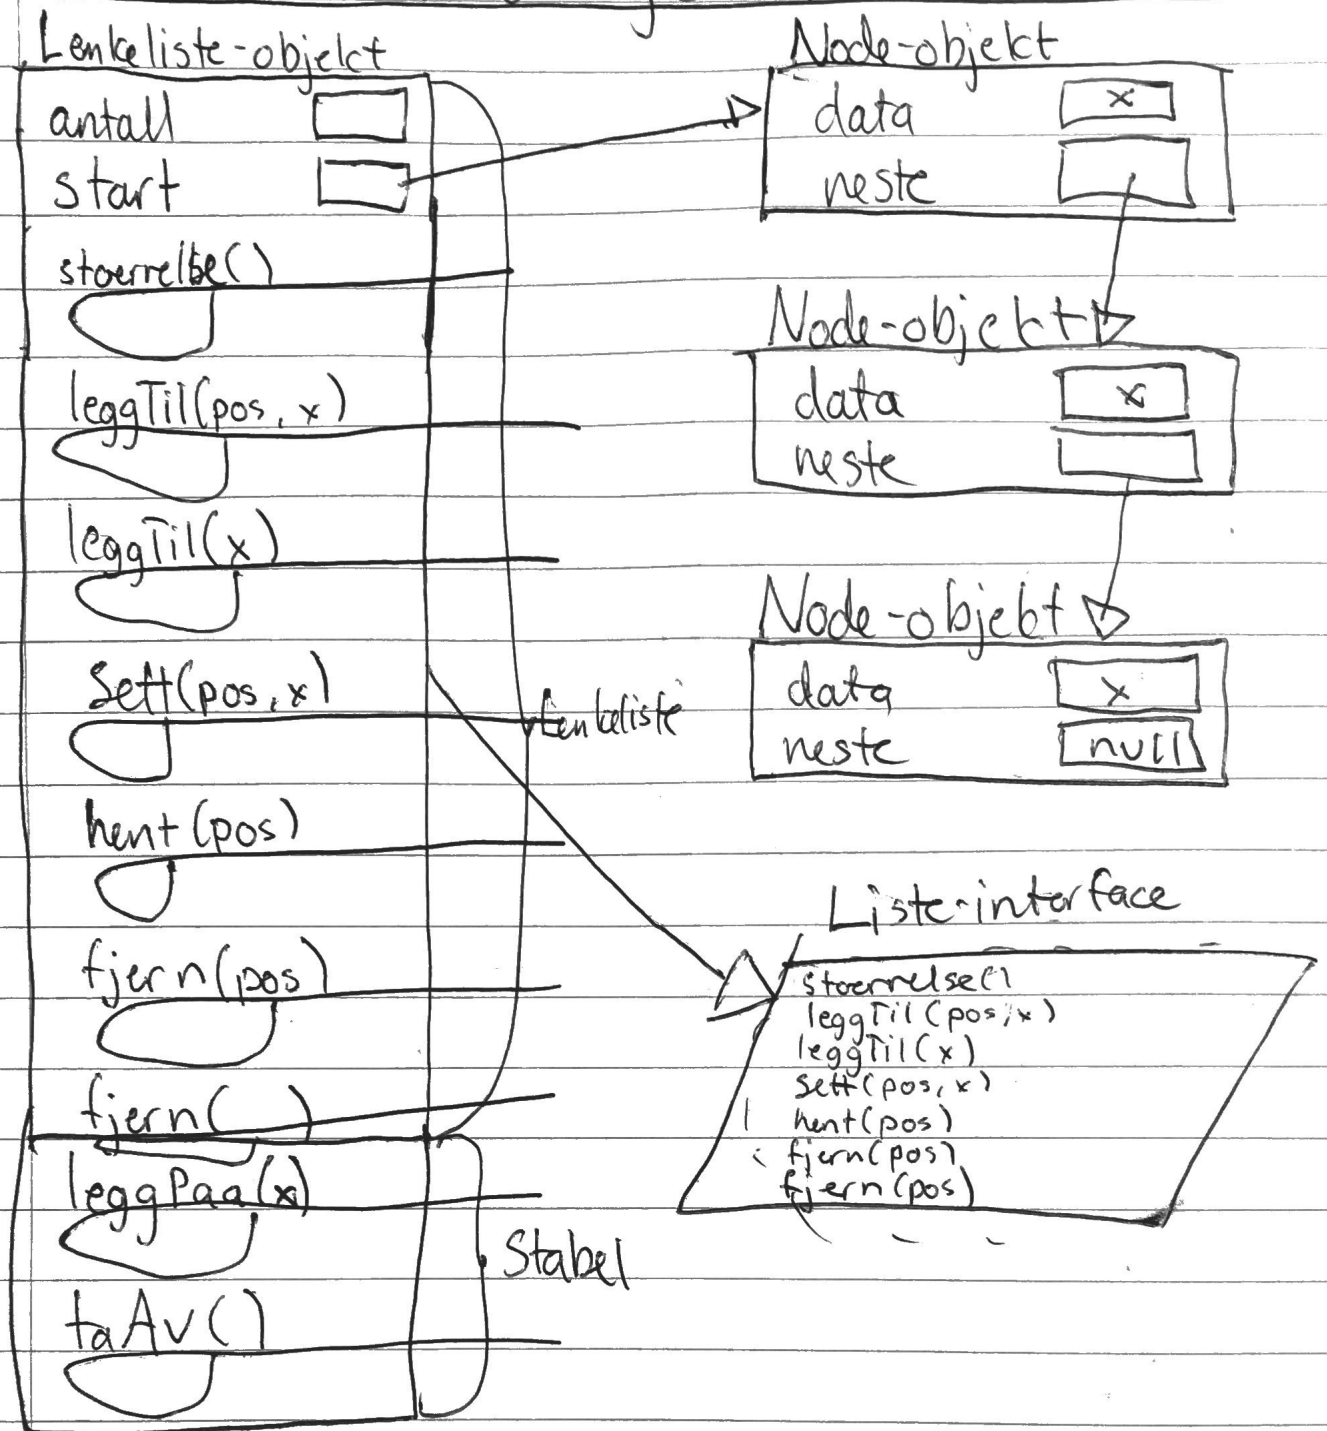 Lenkeliste-objekt
antall
start
stoerrelse()
leggTil(pos, x)
leggTil(x)
Sett(pos, x)
hent(pos)
fjern(pos)
fjern( )
leggPaa(x)
taAv()
Lenkeliste
Stabel
Node-objekt
data x
neste
Node-objekt
data x
neste
Node-objekt
data x
neste null
Liste-interface
stoerrelse()
leggTil(pos, x)
leggTil(x)
Sett(pos, x)
hent(pos)
fjern(pos)
fjern(pos)